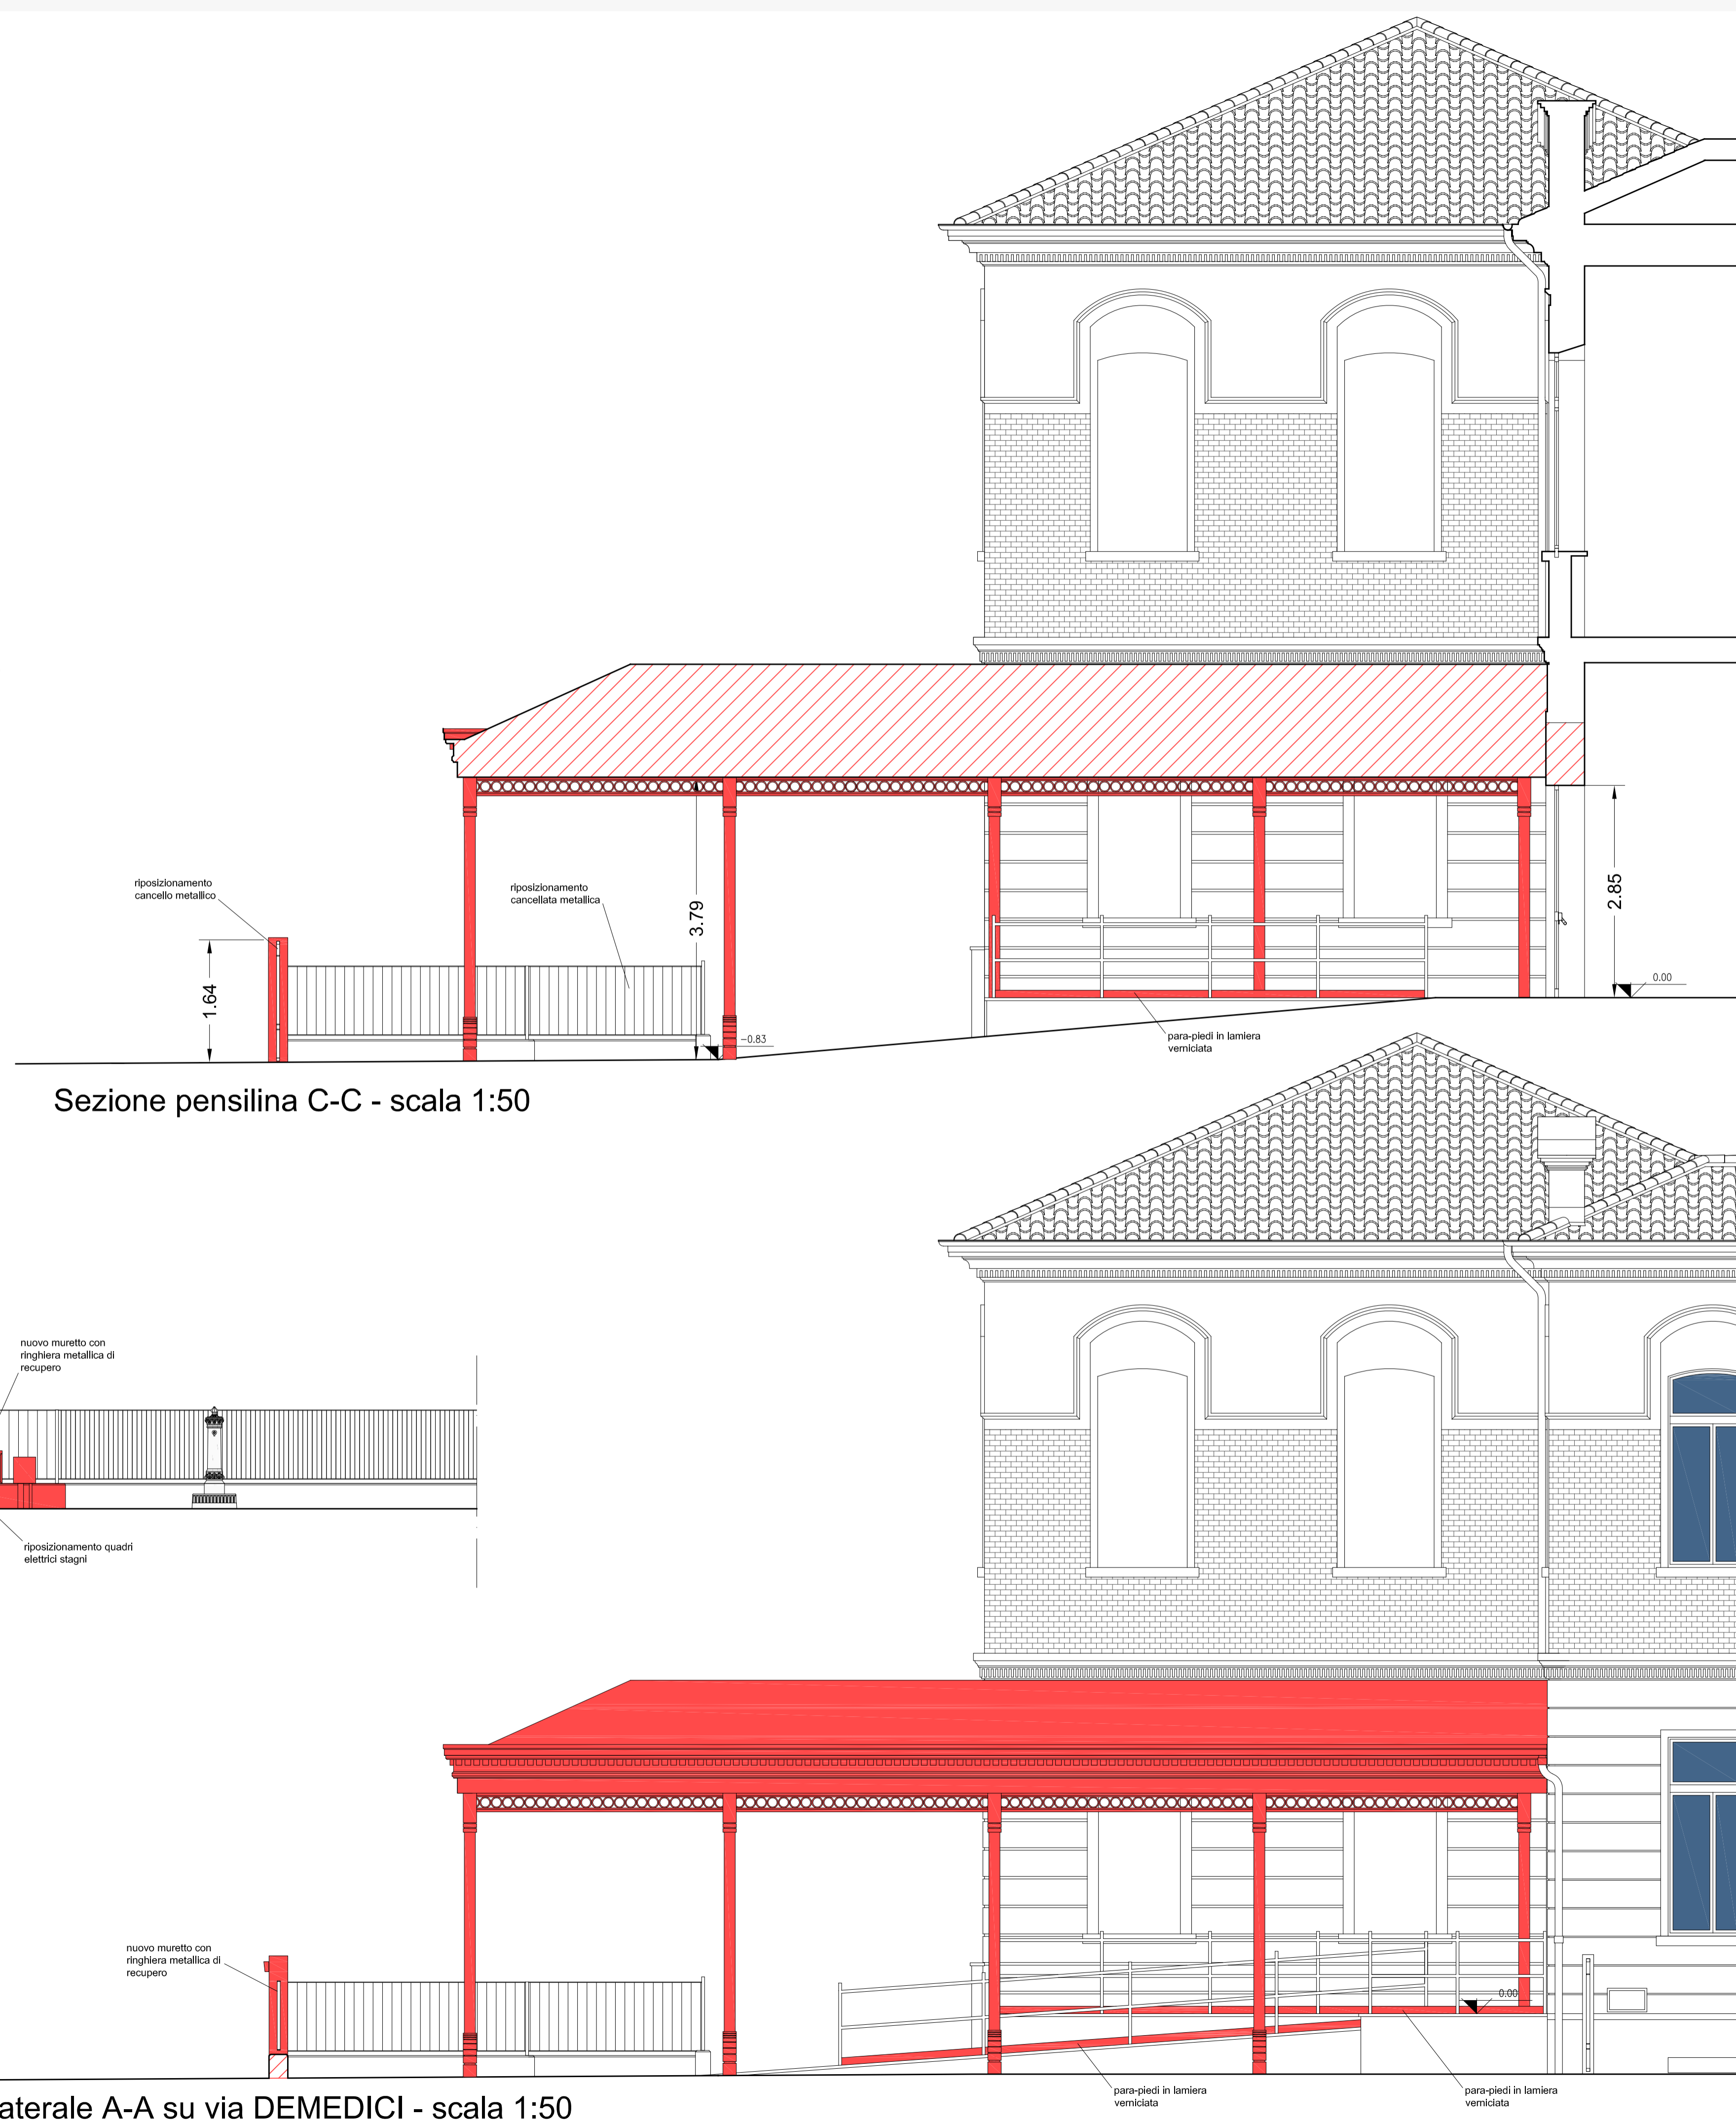 riposizionamento
cancello metallico
riposizionamento
cancellata metallica
3.79
2.85
1.64
0.00
-0.83
para-piedi in lamiera
verniciata
Sezione pensilina C-C - scala 1:50
nuovo muretto con
ringhiera metallica di
recupero
riposizionamento quadri
elettrici stagni
nuovo muretto con
ringhiera metallica di
recupero
0.00
para-piedi in lamiera
verniciata
para-piedi in lamiera
verniciata
aterale A-A su via DEMEDICI - scala 1:50